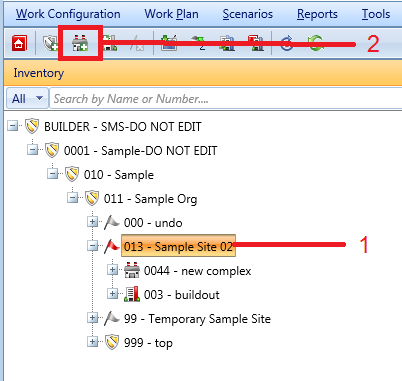 Work Configuration Work Plan Scenarios Reports Tools
2
Inventory
All Search by Name or Number....
BUILDER - SMS-DO NOT EDIT
0001 - Sample-DO NOT EDIT
010 - Sample
011 - Sample Org
000 - undo
013 - Sample Site 02 1
0044 - new complex
003 - buildout
99 - Temporary Sample Site
999 - top